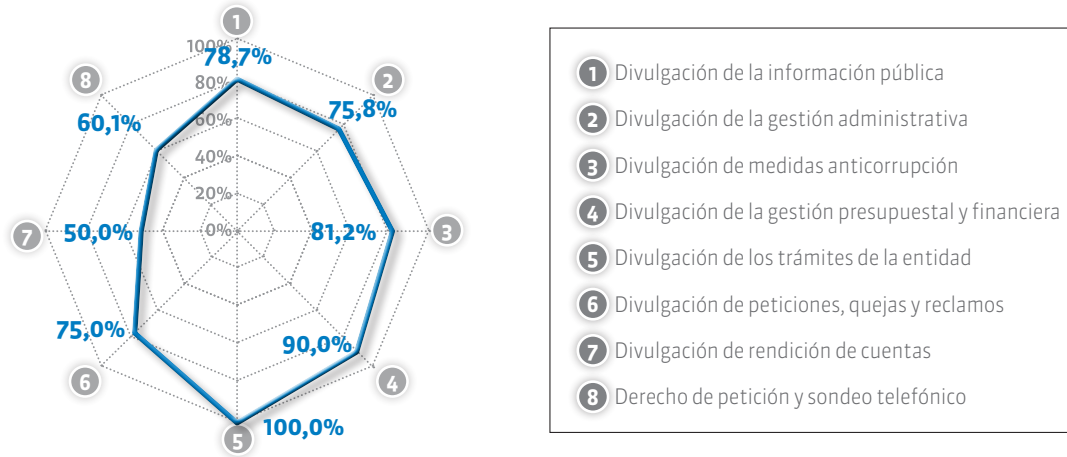 1
100%
78,7%
8
2
80%
75,8%
60,1%
60%
40%
20%
7
50,0%
0%
81,2%
3
75,0%
90,0%
6
4
100,0%
5
1 Divulgación de la información pública
2 Divulgación de la gestión administrativa
3 Divulgación de medidas anticorrupción
4 Divulgación de la gestión presupuestal y financiera
5 Divulgación de los trámites de la entidad
6 Divulgación de peticiones, quejas y reclamos
7 Divulgación de rendición de cuentas
8 Derecho de petición y sondeo telefónico